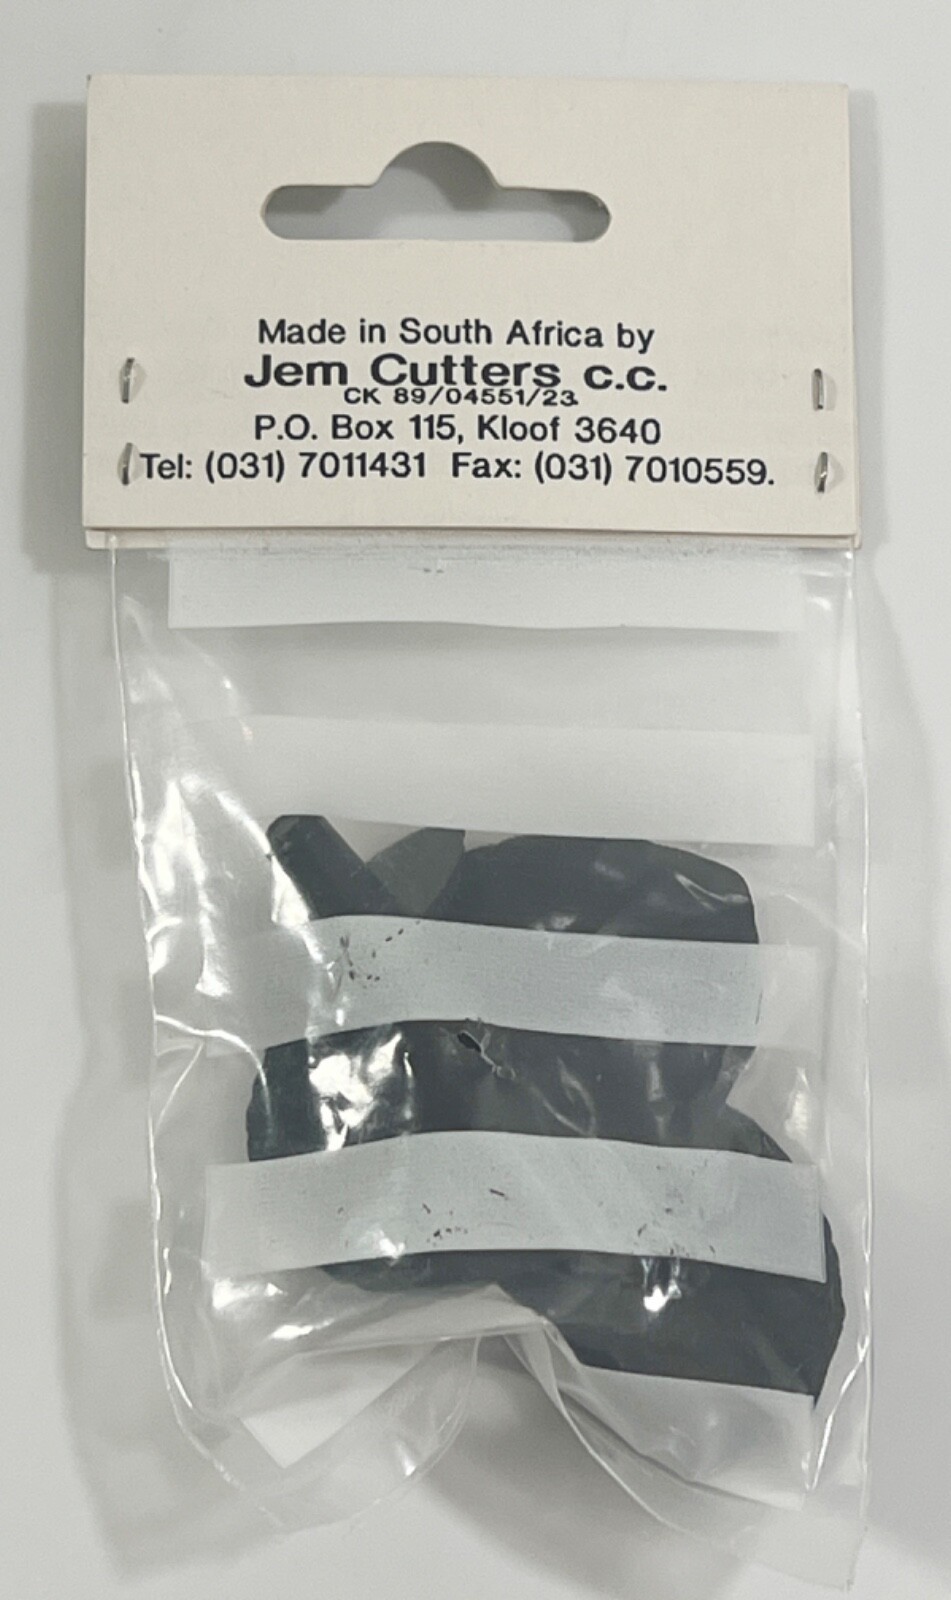 Made in South Africa by
Jem Cutters c.c.
CK 89/04551/23
P.O. Box 115, Kloof 3640
Tel: (031) 7011431 Fax: (031) 7010559.